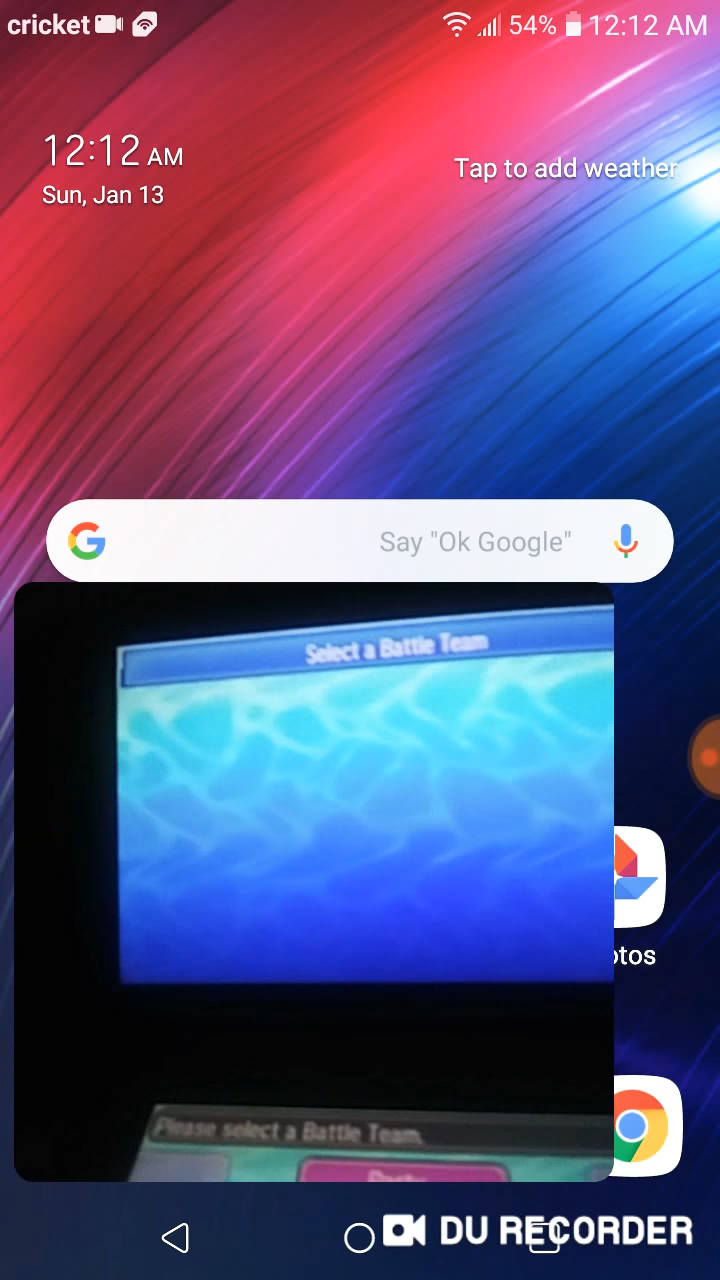 cricket 54% 12:12 AM
12:12 AM
Sun, Jan 13
Tap to add weather
Say "Ok Google"
Select a Battle Team
otos
Please select a Battle Team.
DU RECORDER